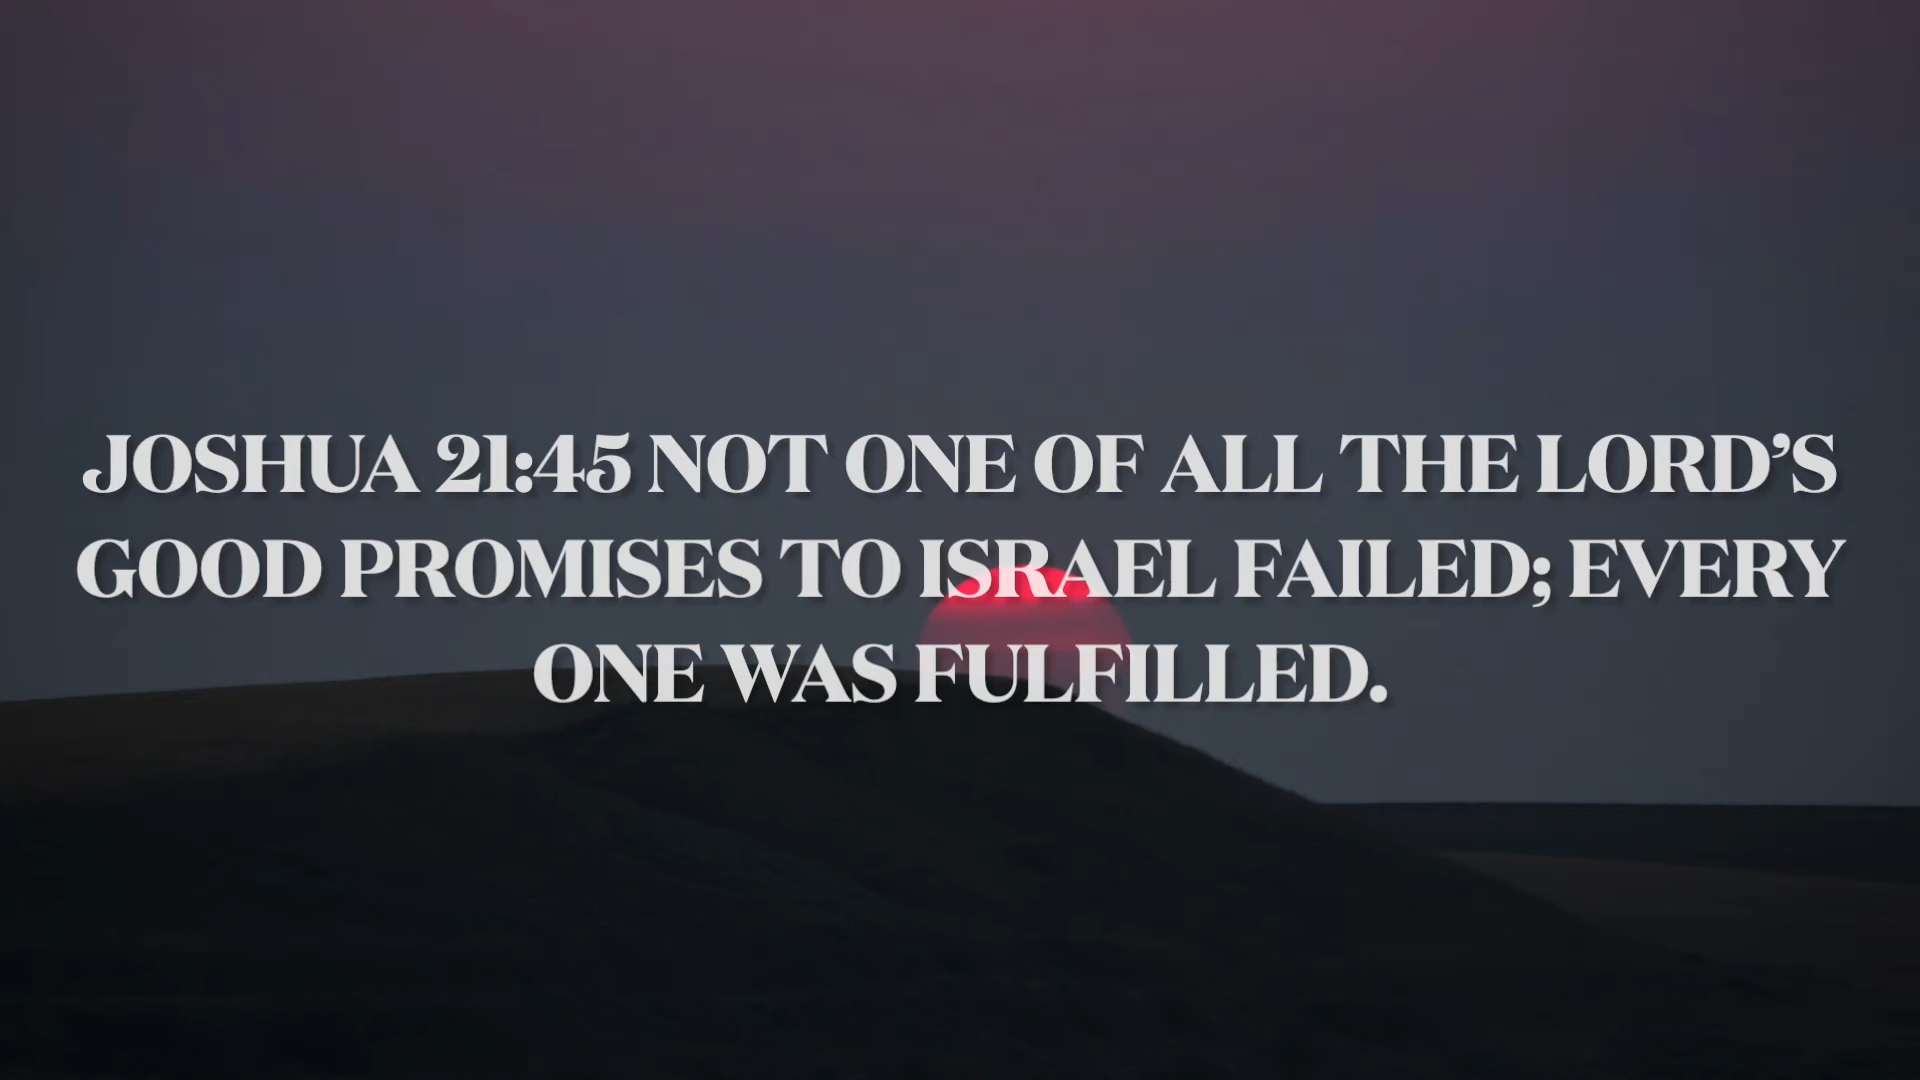 JOSHUA 21:45 NOT ONE OF ALL THE LORD’S
GOOD PROMISES TO ISRAEL FAILED; EVERY
ONE WAS FULFILLED.